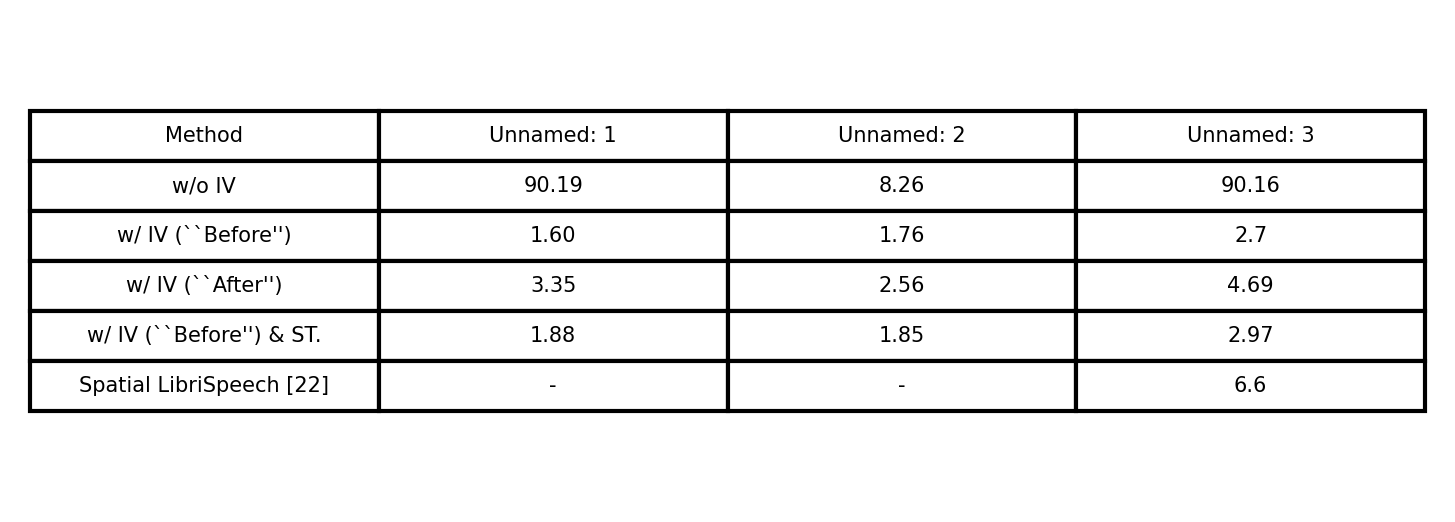 Method Unnamed: 1 Unnamed: 2 Unnamed: 3
w/o IV 90.19 8.26 90.16
w/ IV (``Before'') 1.60 1.76 2.7
w/ IV (``After'') 3.35 2.56 4.69
w/ IV (``Before'') & ST. 1.88 1.85 2.97
Spatial LibriSpeech [22] - - 6.6